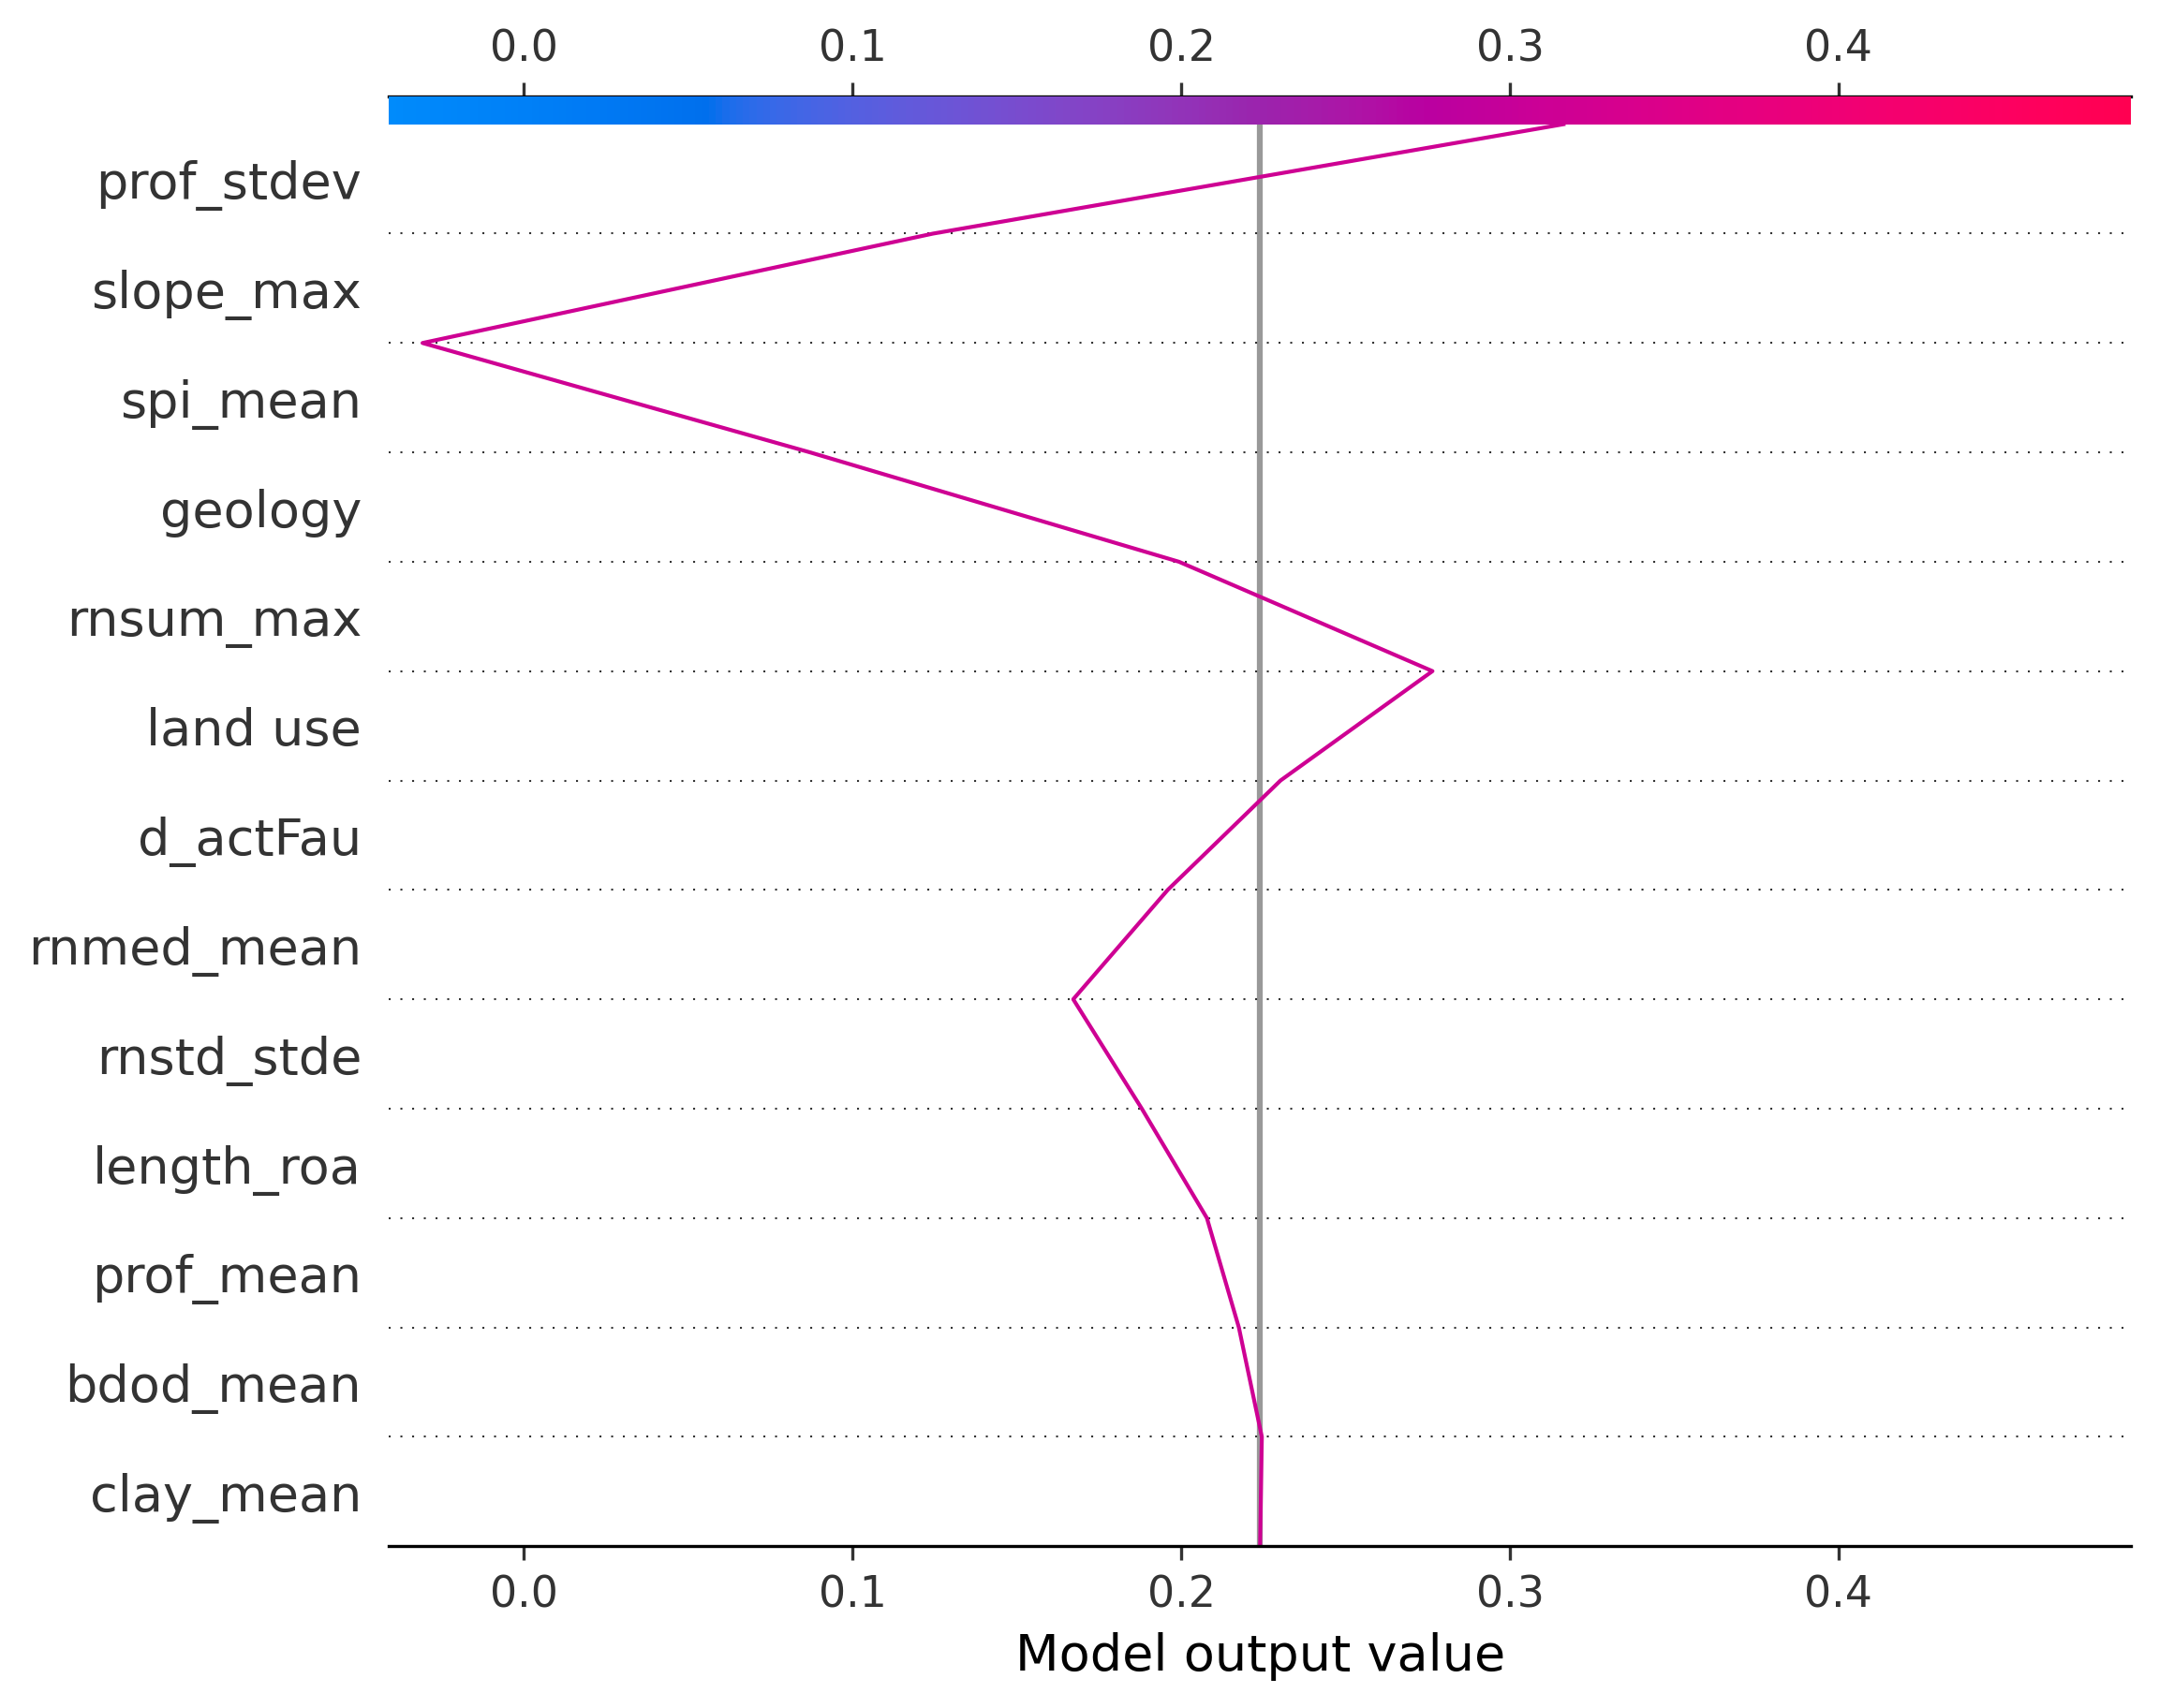 0.0 0.1 0.2 0.3 0.4
prof_stdev
slope_max
spi_mean
geology
rnsum_max
land use
d_actFau
rnmed_mean
rnstd_stde
length_roa
prof_mean
bdod_mean
clay_mean
0.0 0.1 0.2 0.3 0.4
Model output value